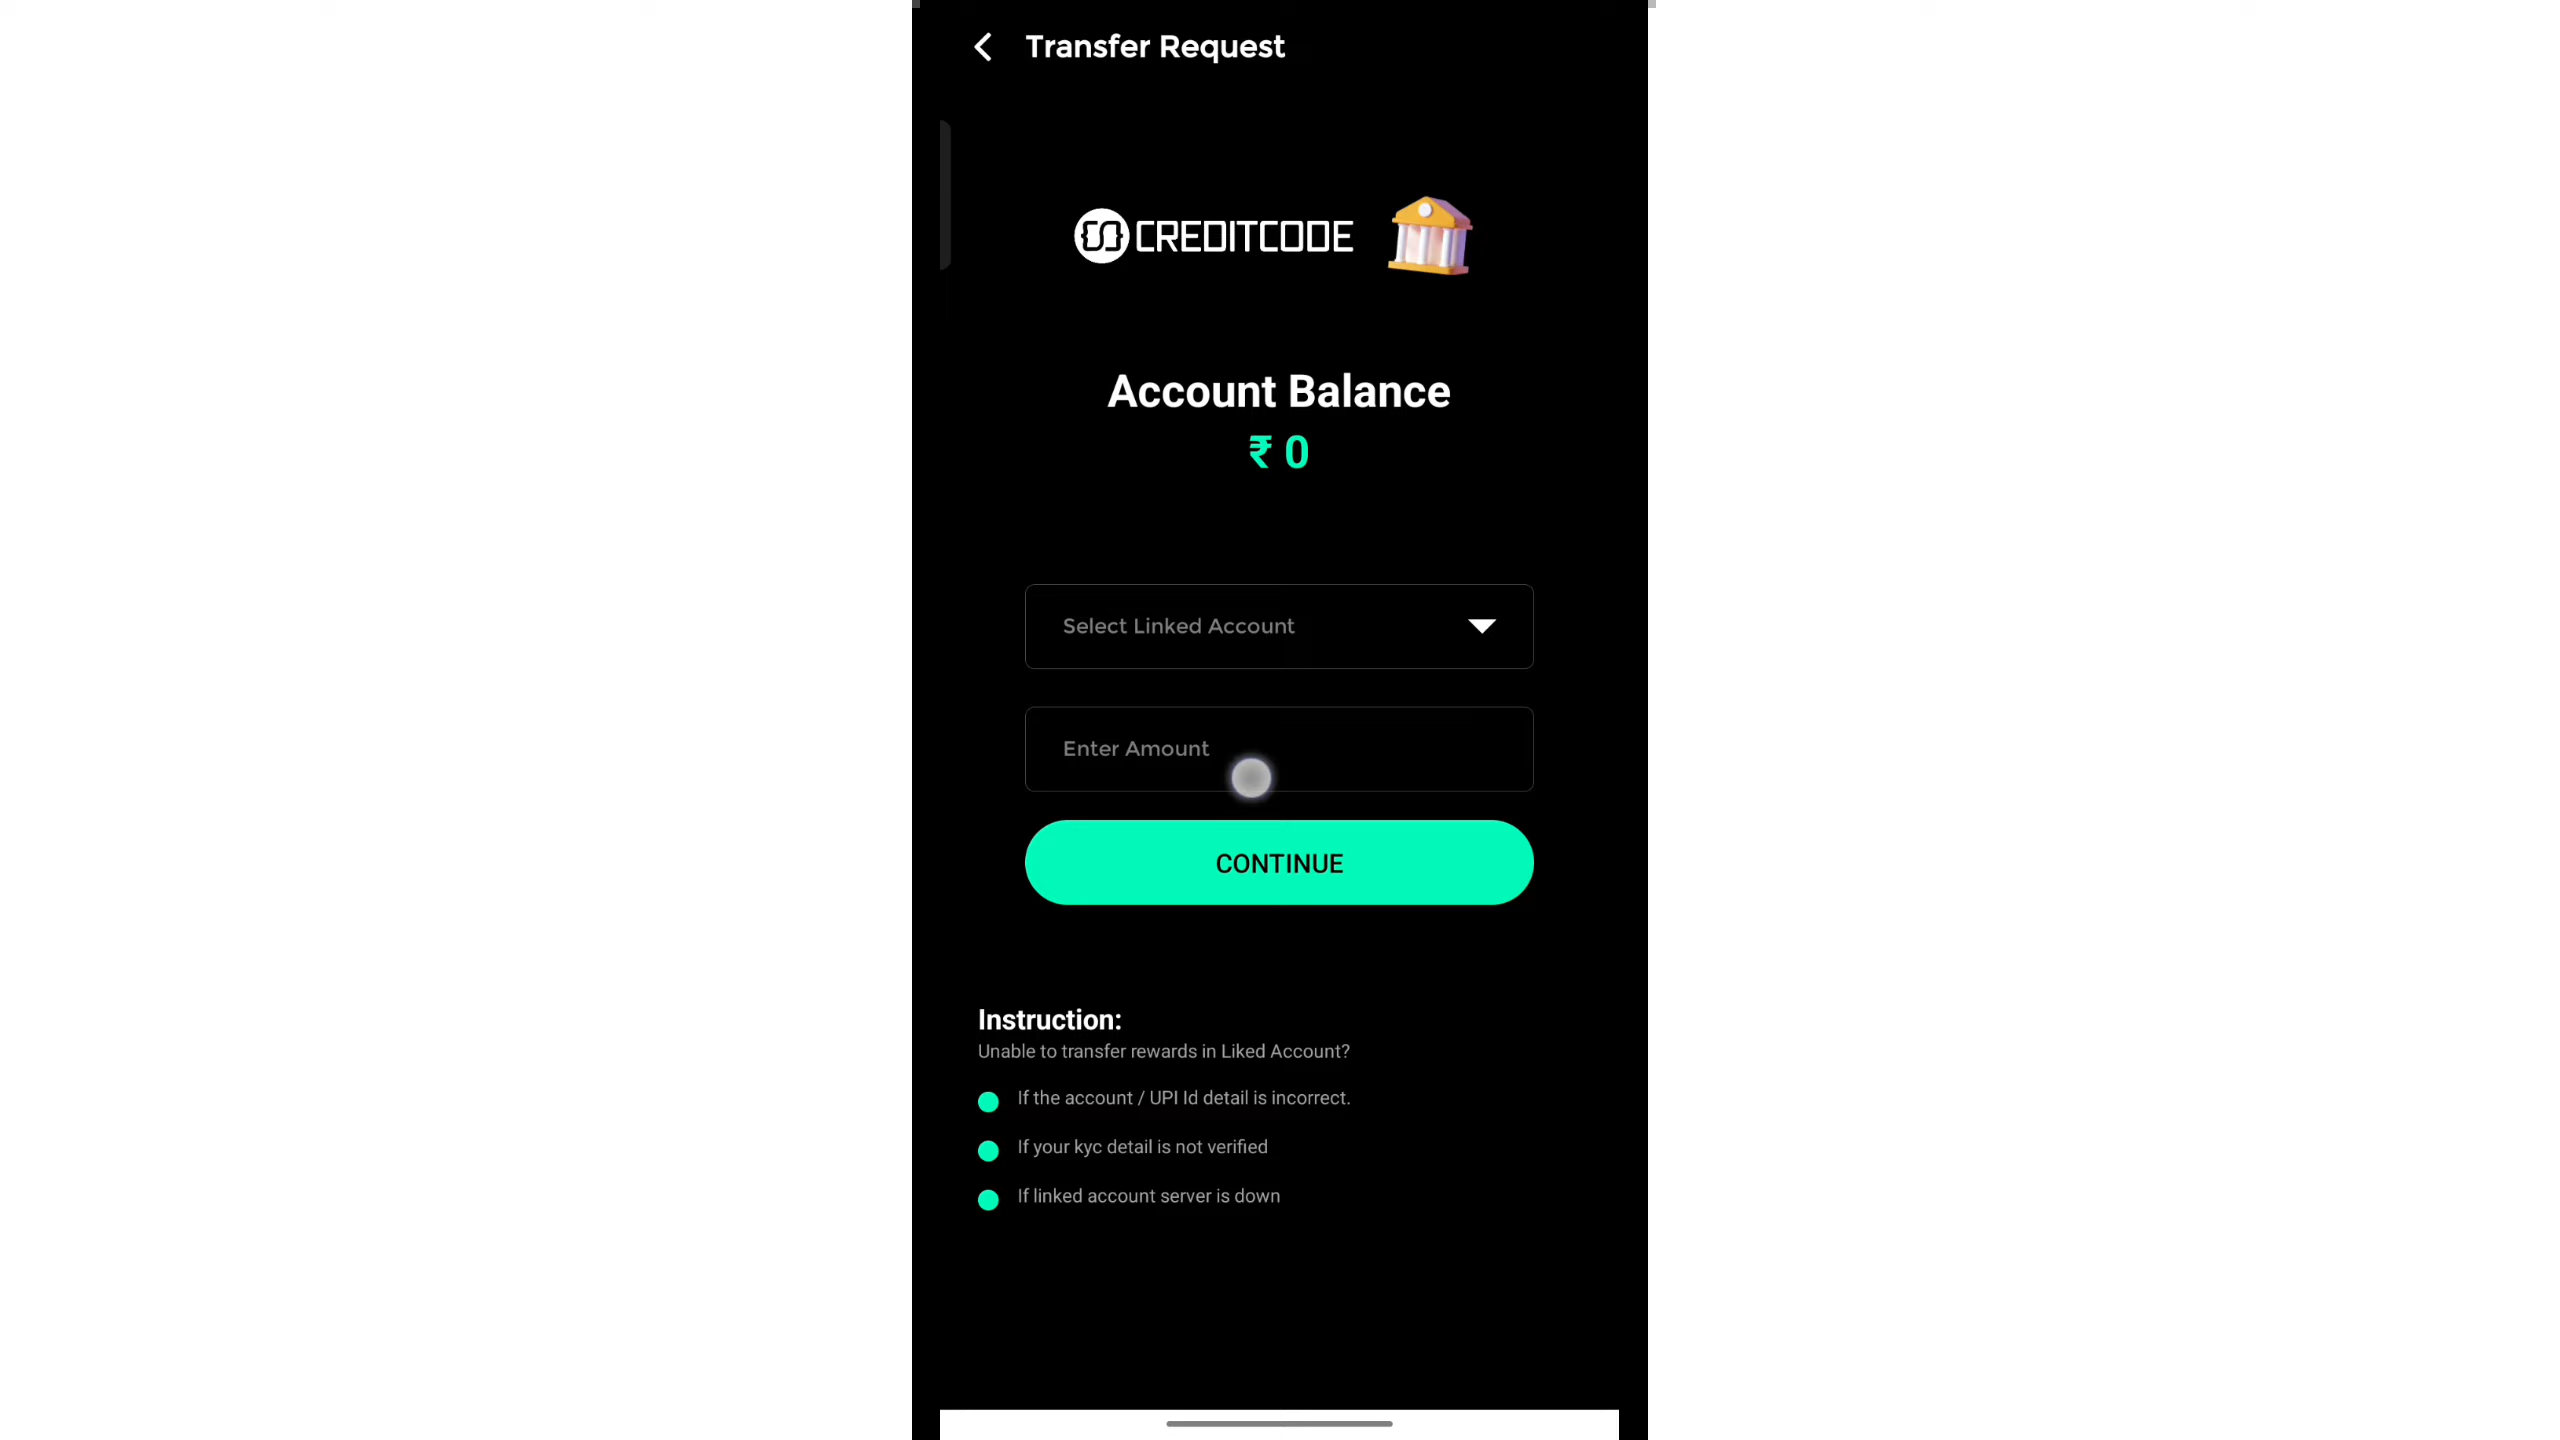 Transfer Request
CREDITCODE
Account Balance
₹ 0
Select Linked Account
Enter Amount
CONTINUE
Instruction:
Unable to transfer rewards in Liked Account?
If the account / UPI Id detail is incorrect.
If your kyc detail is not verified
If linked account server is down